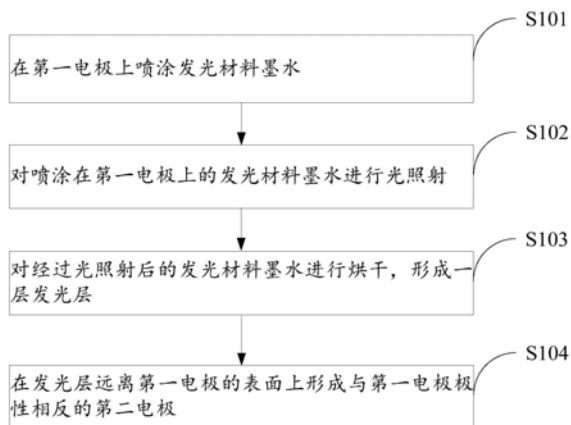 S101
在第一电极上喷涂发光材料墨水
S102
对喷涂在第一电极上的发光材料墨水进行光照射
S103
对经过光照射后的发光材料墨水进行烘干，形成一
层发光层
S104
在发光层远离第一电极的表面上形成与第一电极极
性相反的第二电极